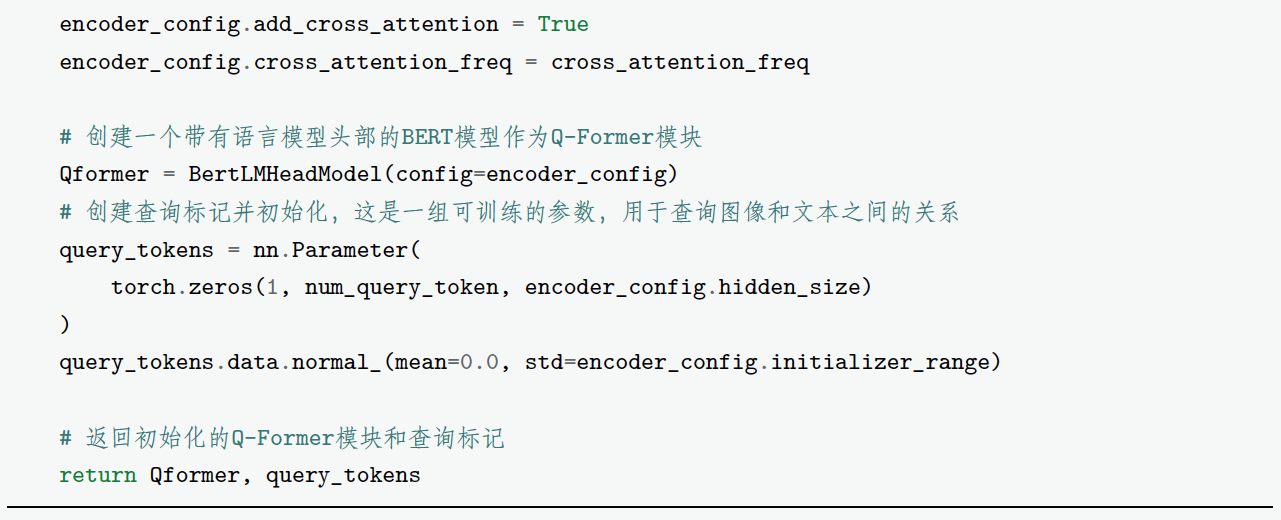 encoder_config.add_cross_attention = True
encoder_config.cross_attention_freq = cross_attention_freq
# 创建一个带有语言模型头部的BERT模型作为Q-Former模块
Qformer = BertLMHeadModel(config=encoder_config)
# 创建查询标记并初始化，这是一组可训练的参数，用于查询图像和文本之间的关系
query_tokens = nn.Parameter(
    torch.zeros(1, num_query_token, encoder_config.hidden_size)
)
query_tokens.data.normal_(mean=0.0, std=encoder_config.initializer_range)
# 返回初始化的Q-Former模块和查询标记
return Qformer, query_tokens